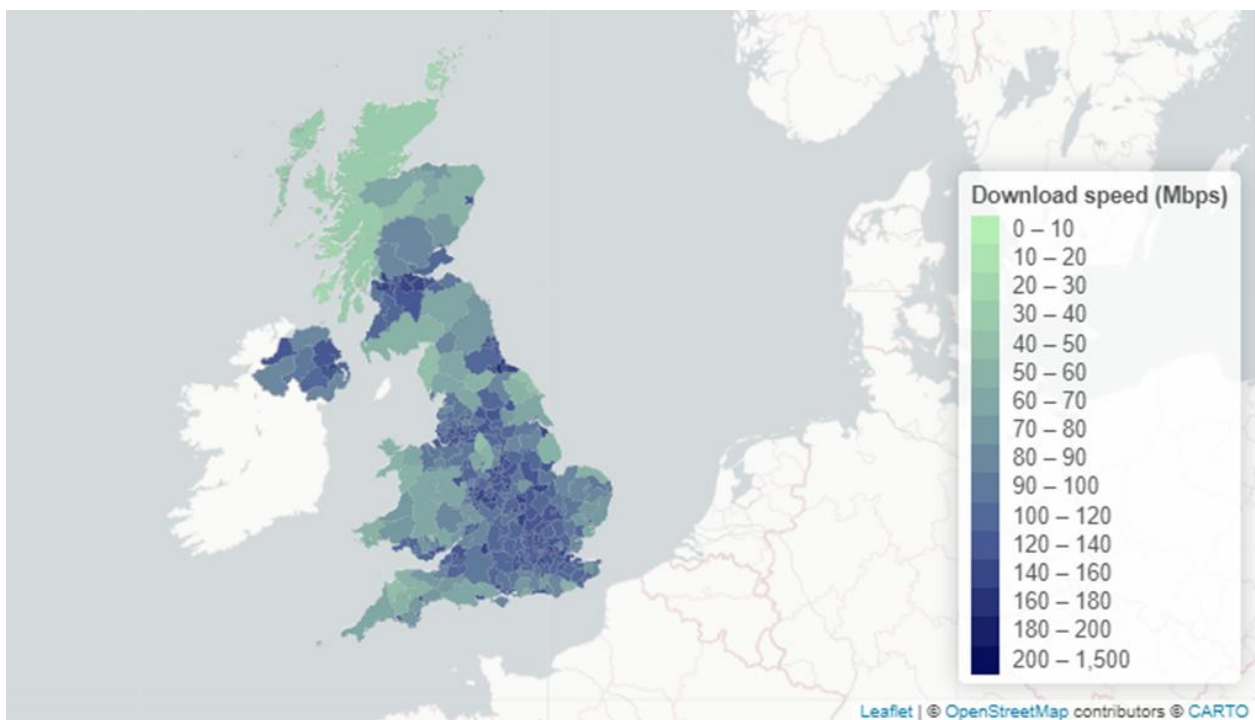 Download speed (Mbps)
0 – 10
10 – 20
20 – 30
30 – 40
40 – 50
50 – 60
60 – 70
70 – 80
80 – 90
90 – 100
100 – 120
120 – 140
140 – 160
160 – 180
180 – 200
200 – 1,500
Leaflet | © OpenStreetMap contributors © CARTO